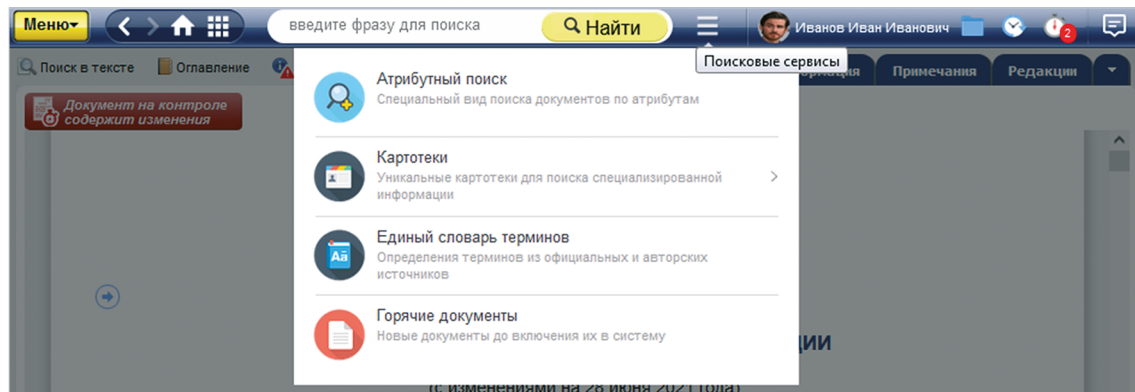 Меню
введите фразу для поиска
Найти
Иванов Иван Иванович
2
Поисковые сервисы
Поиск в тексте
Оглавление
Примечания
Редакции
Документ на контроле
содержит изменения
Атрибутный поиск
Специальный вид поиска документов по атрибутам
Картотеки
Уникальные картотеки для поиска специализированной
информации
Аä
Единый словарь терминов
Определения терминов из официальных и авторских
источников
Горячие документы
Новые документы до включения их в систему
(с изменениями на 28 июня 2021 года)